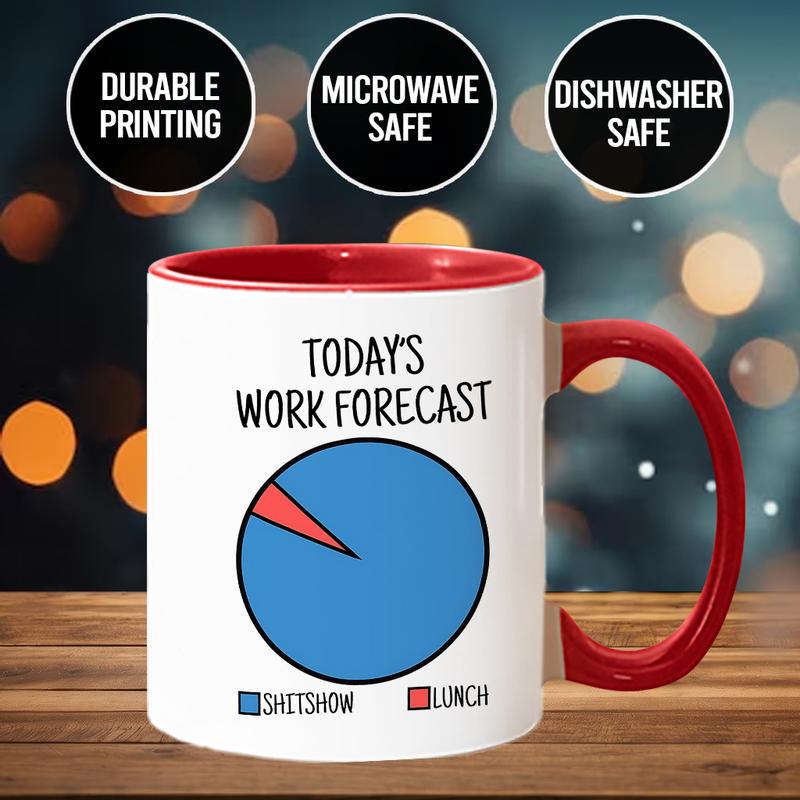 DURABLE
PRINTING
MICROWAVE
SAFE
DISHWASHER
SAFE
TODAY'S
WORK FORECAST
SHITSHOW
LUNCH